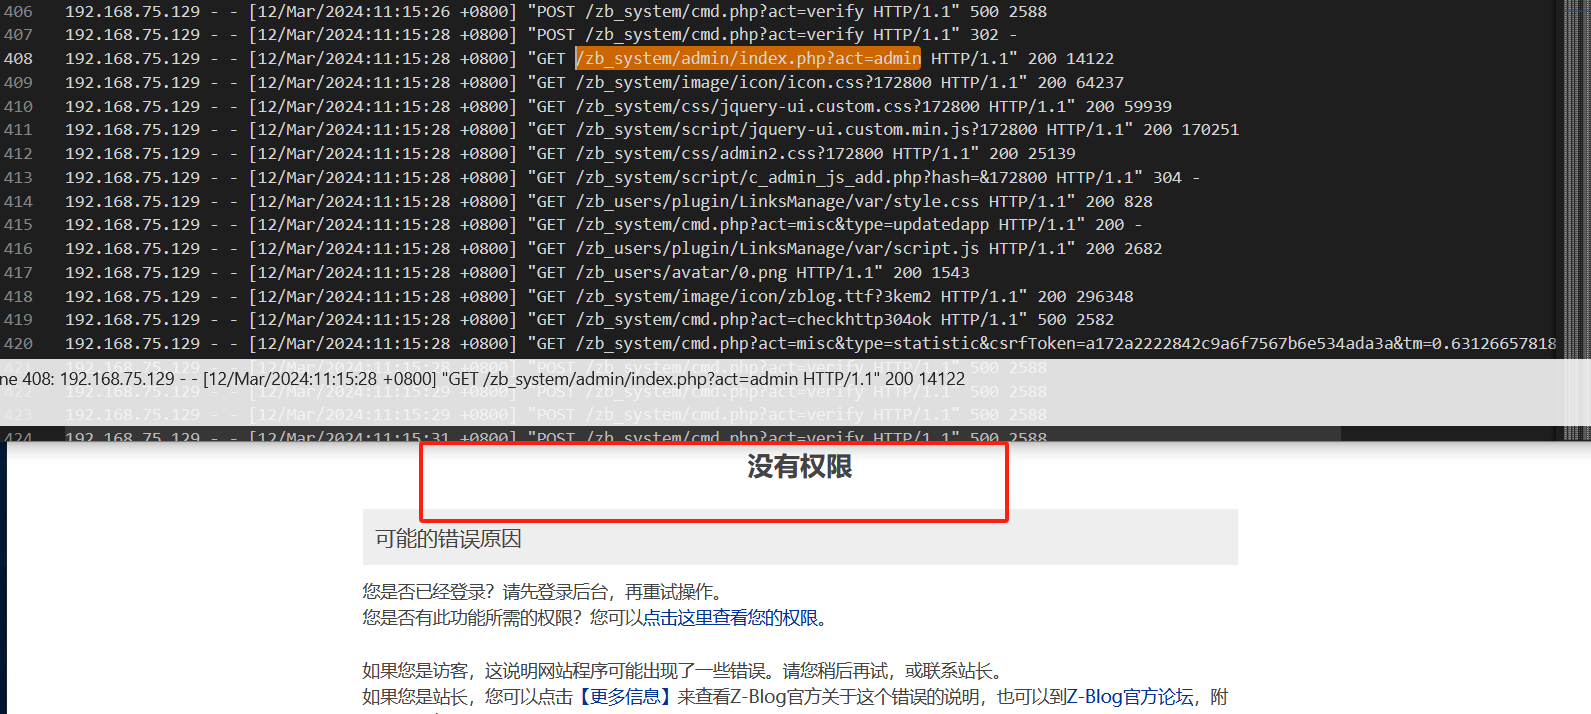 406 192.168.75.129 - - [12/Mar/2024:11:15:26 +0800] "POST /zb_system/cmd.php?act=verify HTTP/1.1" 500 2588
407 192.168.75.129 - - [12/Mar/2024:11:15:28 +0800] "POST /zb_system/cmd.php?act=verify HTTP/1.1" 302 -
408 192.168.75.129 - - [12/Mar/2024:11:15:28 +0800] "GET /zb_system/admin/index.php?act=admin HTTP/1.1" 200 14122
409 192.168.75.129 - - [12/Mar/2024:11:15:28 +0800] "GET /zb_system/image/icon/icon.css?172800 HTTP/1.1" 200 64237
410 192.168.75.129 - - [12/Mar/2024:11:15:28 +0800] "GET /zb_system/css/jquery-ui.custom.css?172800 HTTP/1.1" 200 59939
411 192.168.75.129 - - [12/Mar/2024:11:15:28 +0800] "GET /zb_system/script/jquery-ui.custom.min.js?172800 HTTP/1.1" 200 170251
412 192.168.75.129 - - [12/Mar/2024:11:15:28 +0800] "GET /zb_system/css/admin2.css?172800 HTTP/1.1" 200 25139
413 192.168.75.129 - - [12/Mar/2024:11:15:28 +0800] "GET /zb_system/script/c_admin_js_add.php?hash=&172800 HTTP/1.1" 304 -
414 192.168.75.129 - - [12/Mar/2024:11:15:28 +0800] "GET /zb_users/plugin/LinksManage/var/style.css HTTP/1.1" 200 828
415 192.168.75.129 - - [12/Mar/2024:11:15:28 +0800] "GET /zb_system/cmd.php?act=misc&type=updatedapp HTTP/1.1" 200 -
416 192.168.75.129 - - [12/Mar/2024:11:15:28 +0800] "GET /zb_users/plugin/LinksManage/var/script.js HTTP/1.1" 200 2682
417 192.168.75.129 - - [12/Mar/2024:11:15:28 +0800] "GET /zb_users/avatar/0.png HTTP/1.1" 200 1543
418 192.168.75.129 - - [12/Mar/2024:11:15:28 +0800] "GET /zb_system/image/icon/zblog.ttf?3kem2 HTTP/1.1" 200 296348
419 192.168.75.129 - - [12/Mar/2024:11:15:28 +0800] "GET /zb_system/cmd.php?act=checkhttp304ok HTTP/1.1" 500 2582
420 192.168.75.129 - - [12/Mar/2024:11:15:28 +0800] "GET /zb_system/cmd.php?act=misc&type=statistic&csrfToken=a172a2222842c9a6f7567b6e534ada3a&tm=0.63126657818
ne 408: 192.168.75.129 - - [12/Mar/2024:11:15:28 +0800] "GET /zb_system/admin/index.php?act=admin HTTP/1.1" 200 14122
423 192.168.75.129 - - "POST /zb_system/cmd.php?act=verify HTTP/1.1" 500 2588
424 192.168.75.129 - - [12/Mar/2024:11:15:31 +0800] "POST /zb_system/cmd.php?act=verify HTTP/1.1" 500 2588
没有权限
可能的错误原因
您是否已经登录？请先登录后台，再重试操作。
您是否有此功能所需的权限？您可以点击这里查看您的权限。
如果您是访客，这说明网站程序可能出现了一些错误。请您稍后再试，或联系站长。
如果您是站长，您可以点击【更多信息】来查看Z-Blog官方关于这个错误的说明，也可以到Z-Blog官方论坛，附